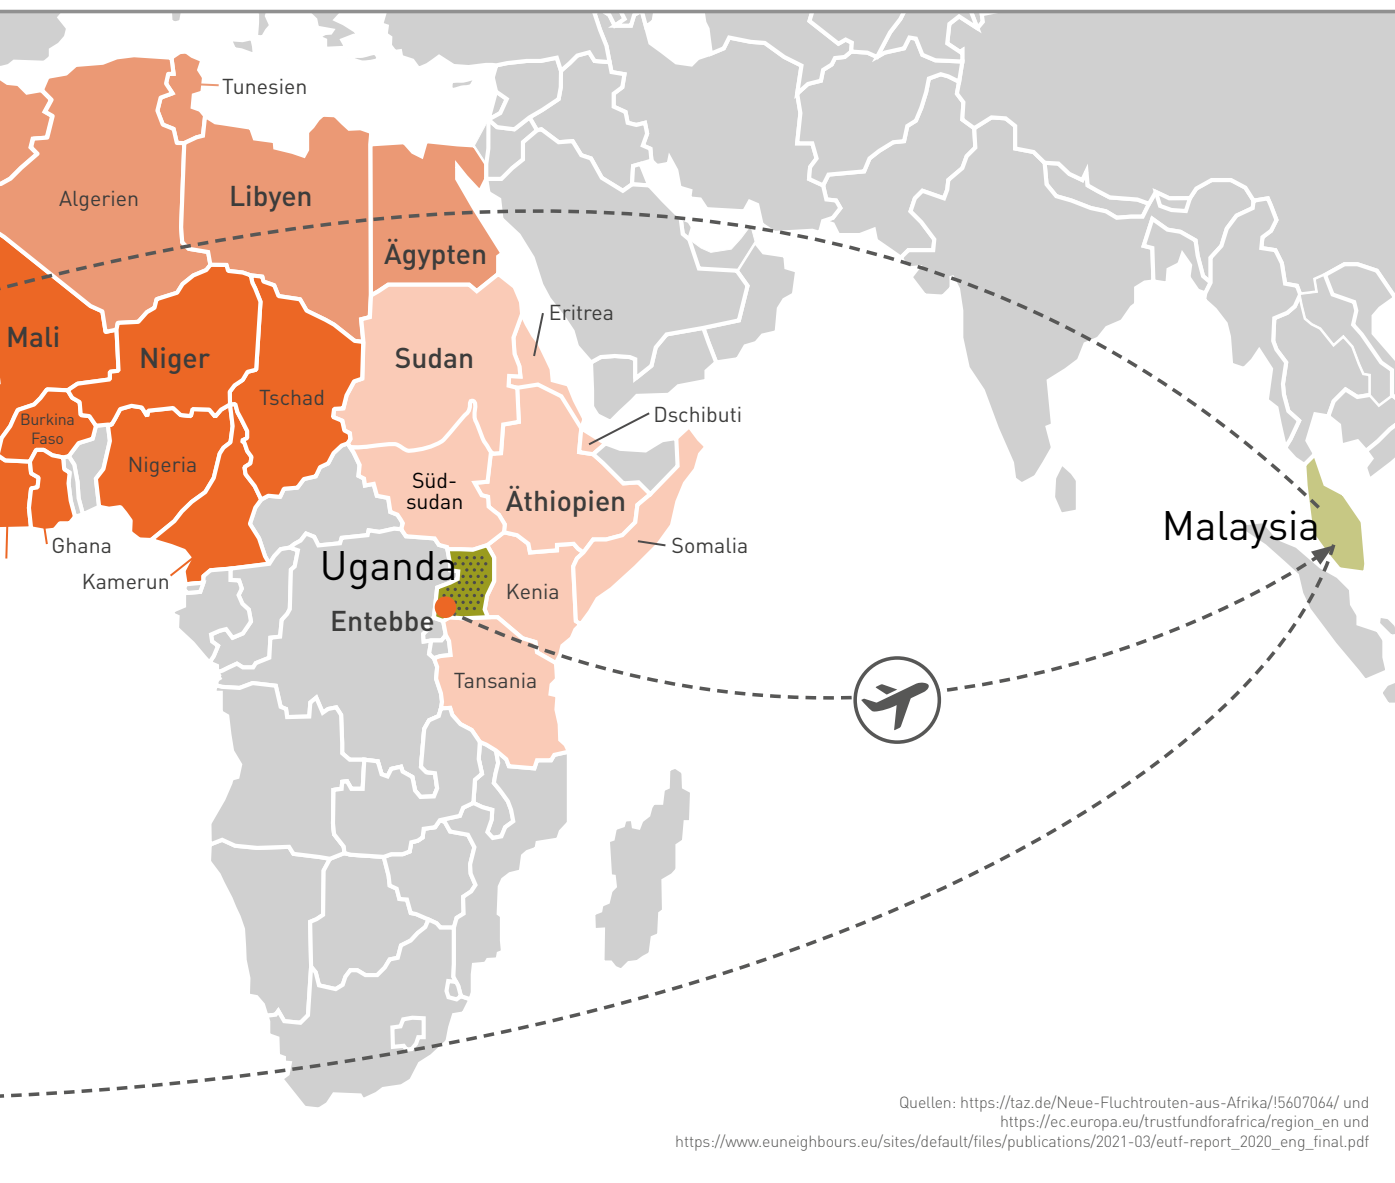 Tunesien
Algerien
Libyen
Ägypten
Eritrea
Mali
Niger
Sudan
Tschad
Dschibuti
Burkina
Faso
Nigeria
Süd-
sudan
Äthiopien
Malaysia
Ghana
Somalia
Uganda
Kamerun
Kenia
Entebbe
Tansania
Quellen: https://taz.de/Neue-Fluchtrouten-aus-Afrika/!5607064/ und
https://ec.europa.eu/trustfundforafrica/region_en und
https://www.euneighbours.eu/sites/default/files/publications/2021-03/eutf-report_2020_eng_final.pdf